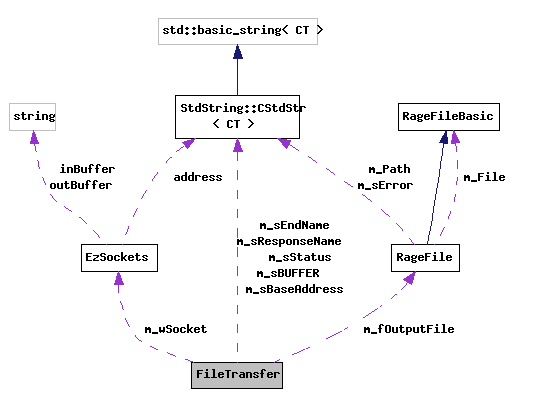 std::basic_string< CT >
string
StdString::CStdStr
< CT >
RageFileBasic
inBuffer
outBuffer
address
m_Path
m_sError
m_File
m_sEndName
m_sResponseName
m_sStatus
m_sBUFFER
m_sBaseAddress
EzSockets
RageFile
m_wSocket
m_fOutputFile
FileTransfer